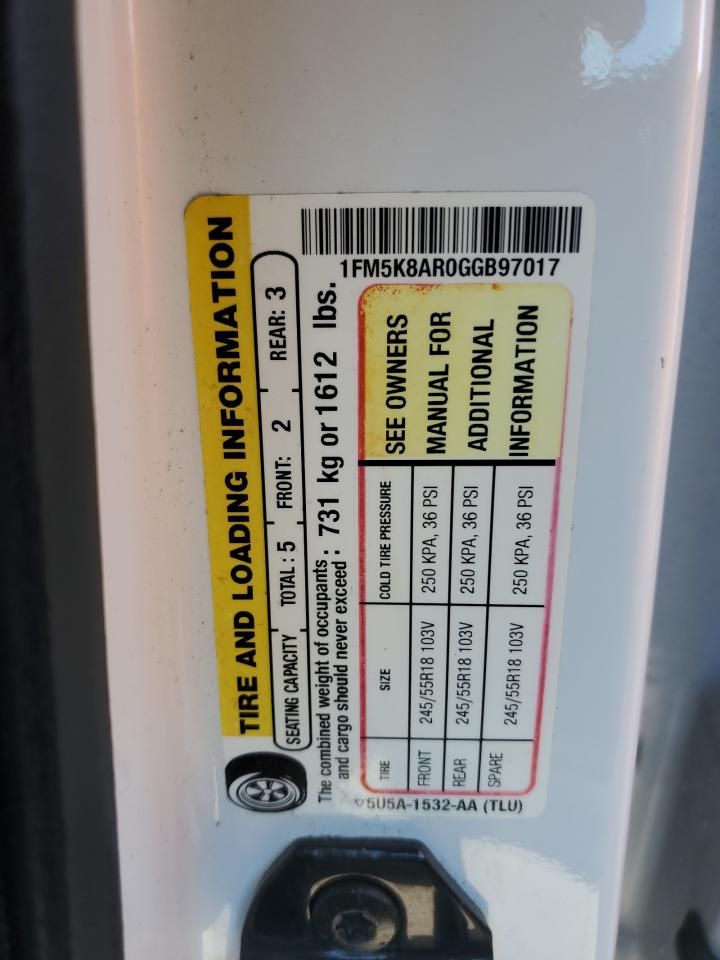 1FM5K8AR0GGB97017
TIRE AND LOADING INFORMATION
SEATING CAPACITY TOTAL : 5 FRONT: 2 REAR: 3
The combined weight of occupants
and cargo should never exceed : 731 kg or 1612 lbs.
TIRE SIZE COLD TIRE PRESSURE
FRONT 245/55R18 103V 250 KPA, 36 PSI
REAR 245/55R18 103V 250 KPA, 36 PSI
SPARE 245/55R18 103V 250 KPA, 36 PSI
SEE OWNERS
MANUAL FOR
ADDITIONAL
INFORMATION
5U5A-1532-AA (TLU)